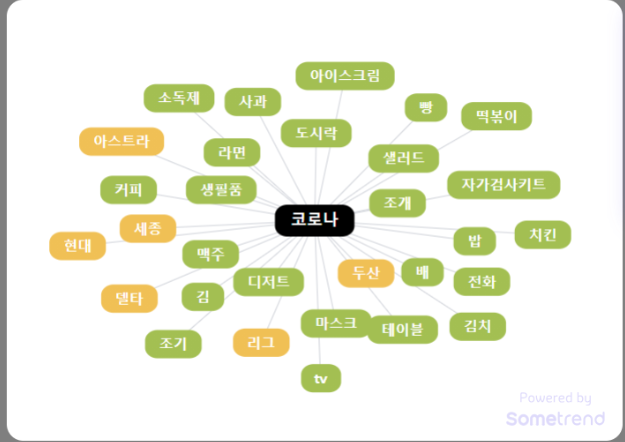 아이스크림
소독제
사과
빵
떡볶이
도시락
아스트라
라면
샐러드
커피
생필품
자가검사키트
조개
코로나
세종
현대
밥
치킨
맥주
두산
배
디저트
전화
델타
김
마스크
테이블
김치
조기
리그
tv
Powered by
Sometrend